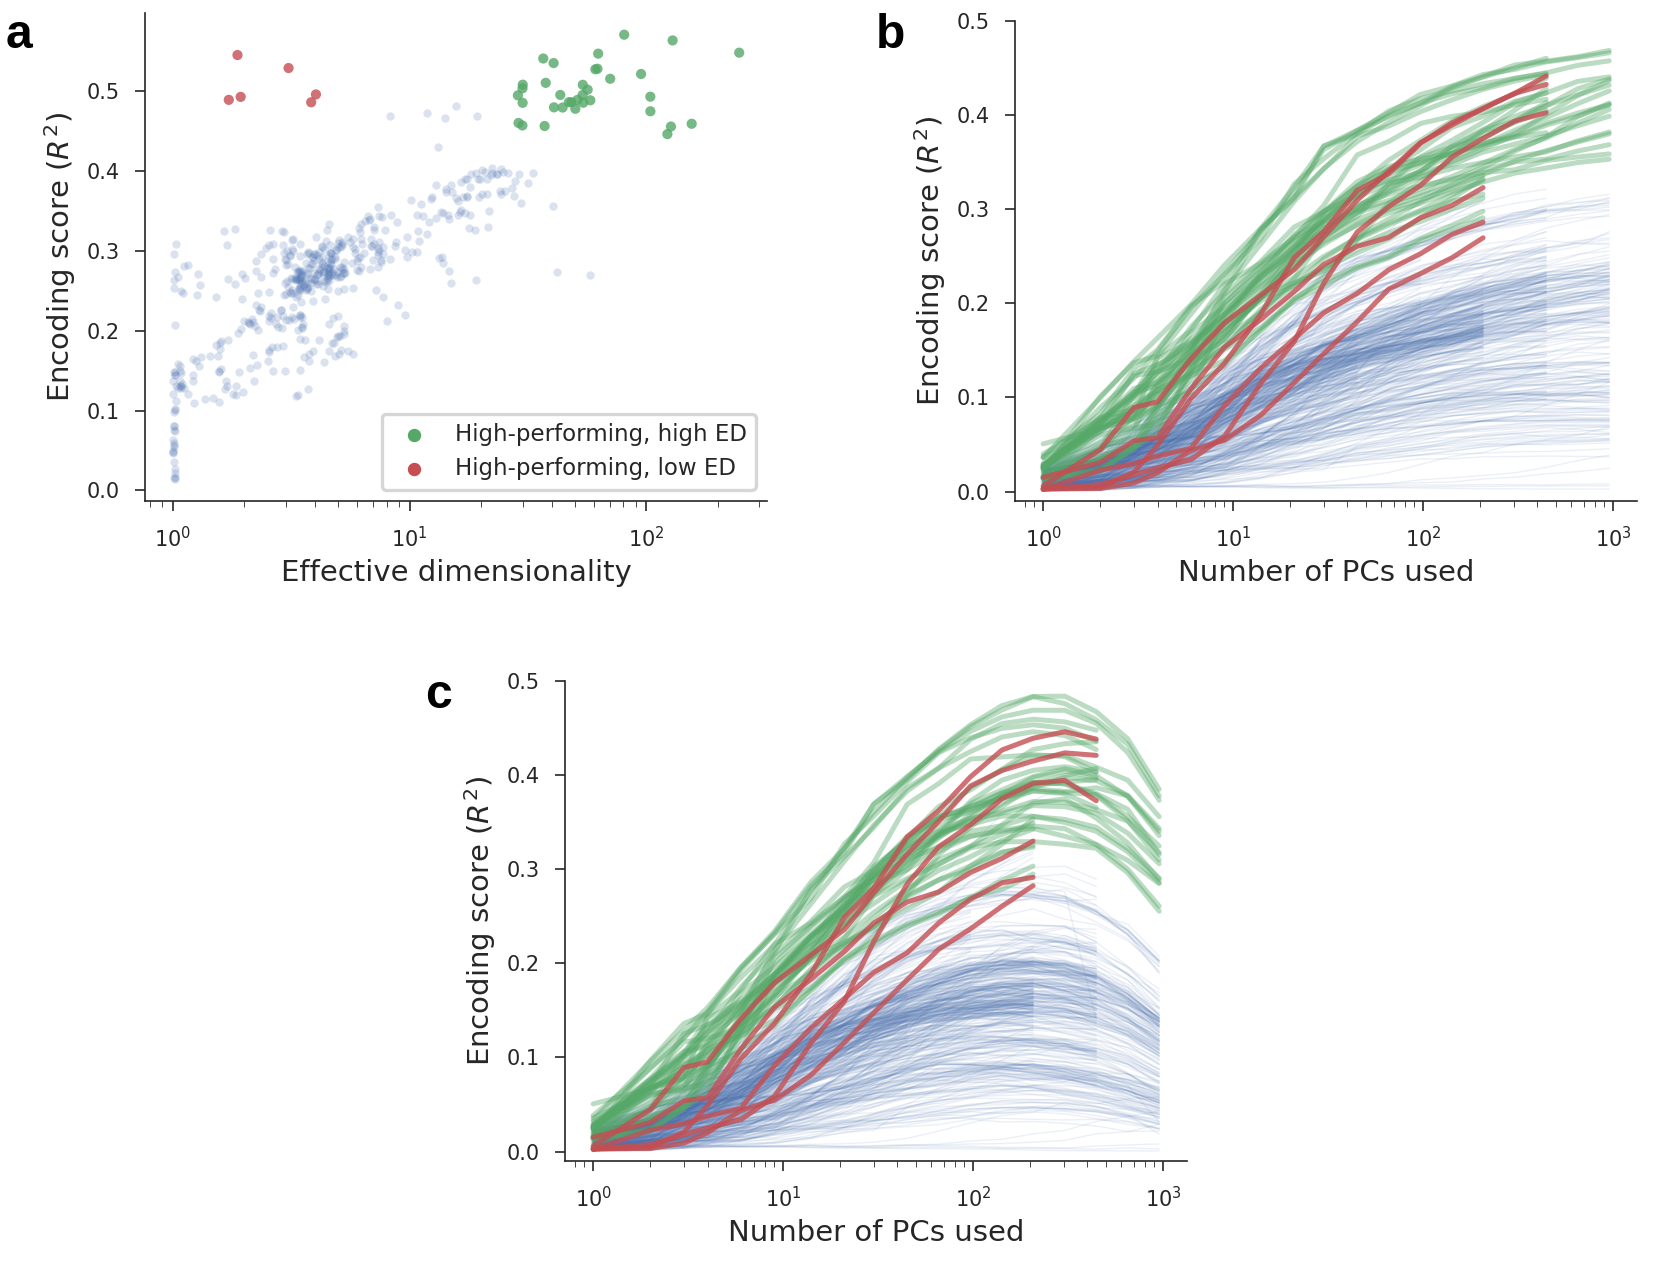 a
Encoding score (R²)
0.5
0.4
0.3
0.2
0.1
0.0
High-performing, high ED
High-performing, low ED
10⁰ 10¹ 10²
Effective dimensionality
b
Encoding score (R²)
0.5
0.4
0.3
0.2
0.1
0.0
10⁰ 10¹ 10² 10³
Number of PCs used
c
Encoding score (R²)
0.5
0.4
0.3
0.2
0.1
0.0
10⁰ 10¹ 10² 10³
Number of PCs used